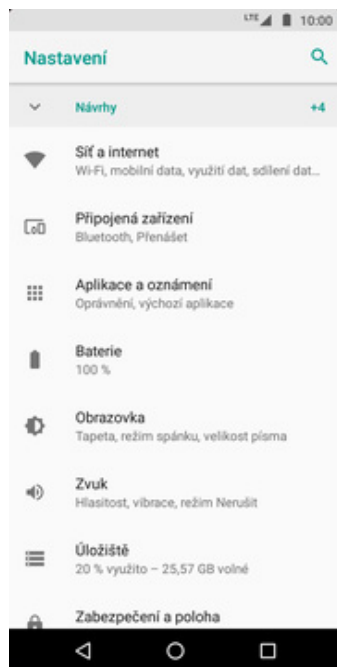 LTE 10:00
Nastavení
Návrhy +4
Síť a internet
Wi-Fi, mobilní data, využití dat, sdílení dat…
Připojená zařízení
Bluetooth, Přenášet
Aplikace a oznámení
Oprávnění, výchozí aplikace
Baterie
100 %
Obrazovka
Tapeta, režim spánku, velikost písma
Zvuk
Hlasitost, vibrace, režim Nerušit
Úložiště
20 % využito – 25,57 GB volné
Zabezpečení a poloha